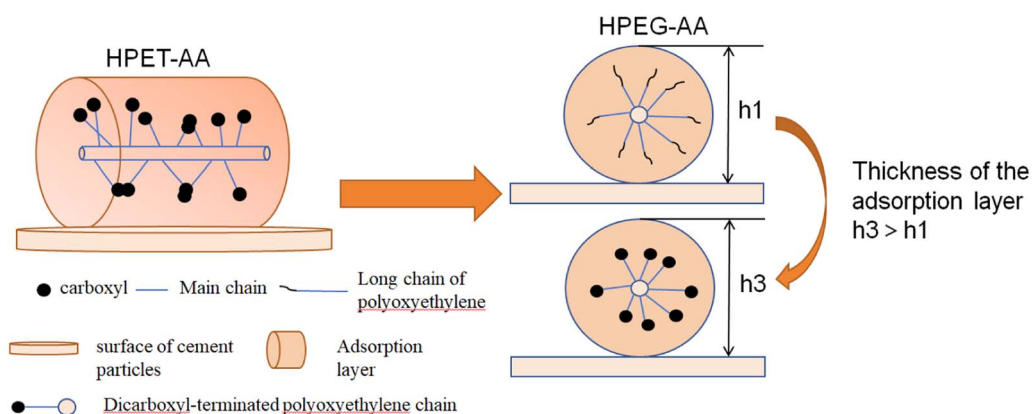 HPET-AA
HPEG-AA
h1
Thickness of the
adsorption layer
h3 > h1
h3
carboxyl
Main chain
Long chain of
polyoxyethylene
surface of cement
particles
Adsorption
layer
Dicarboxyl-terminated polyoxyethylene chain